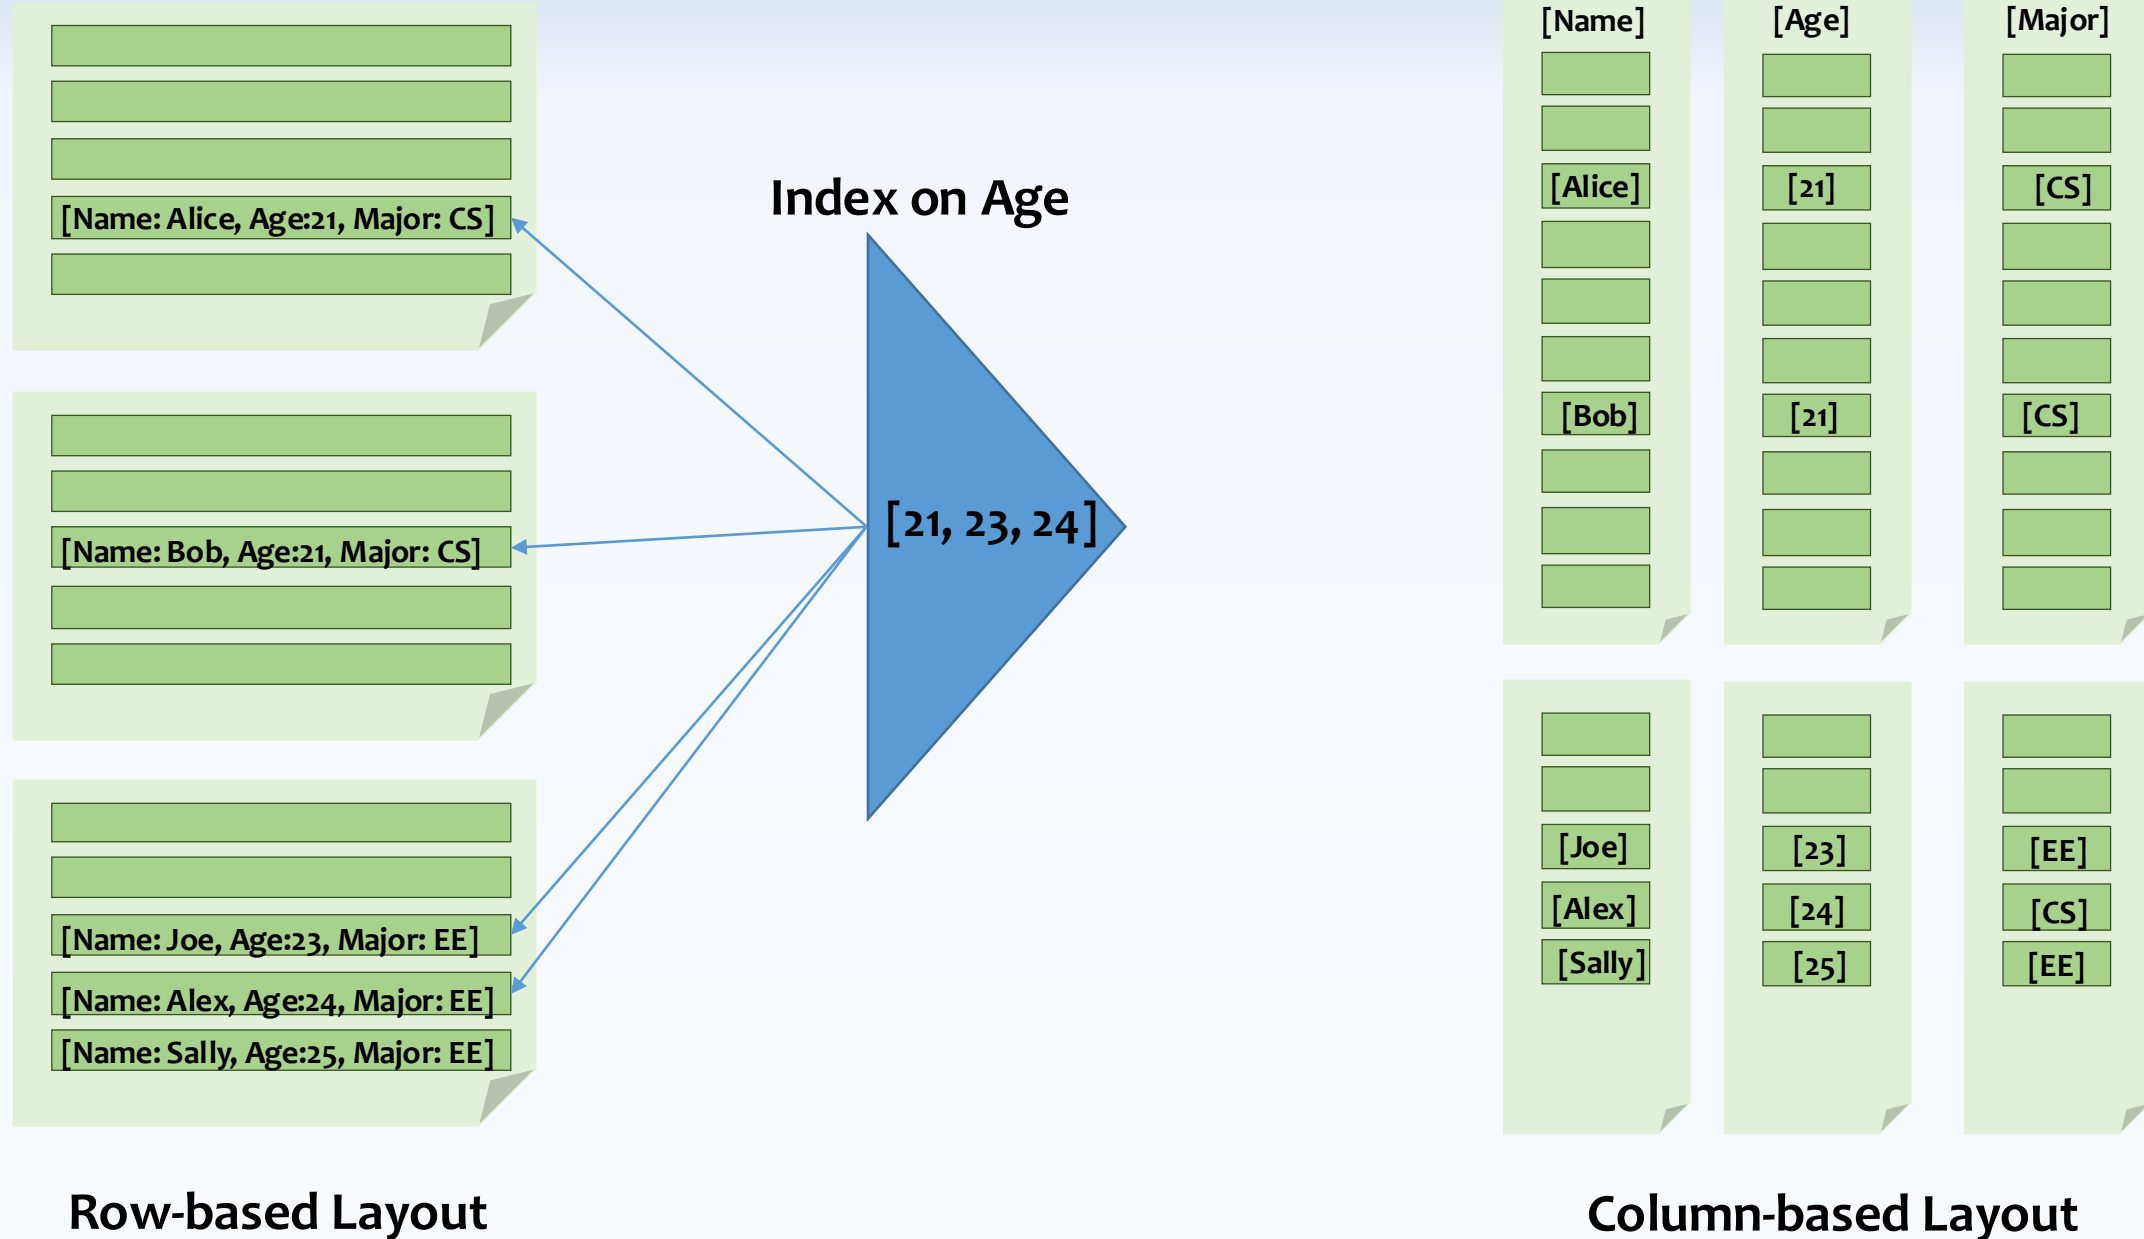 [Name: Alice, Age:21, Major: CS]
[Name: Bob, Age:21, Major: CS]
[Name: Joe, Age:23, Major: EE]
[Name: Alex, Age:24, Major: EE]
[Name: Sally, Age:25, Major: EE]
Row-based Layout
Index on Age
[21, 23, 24]
[Name] [Age] [Major]
[Alice] [21] [CS]
[Bob] [21] [CS]
[Joe] [23] [EE]
[Alex] [24] [CS]
[Sally] [25] [EE]
Column-based Layout